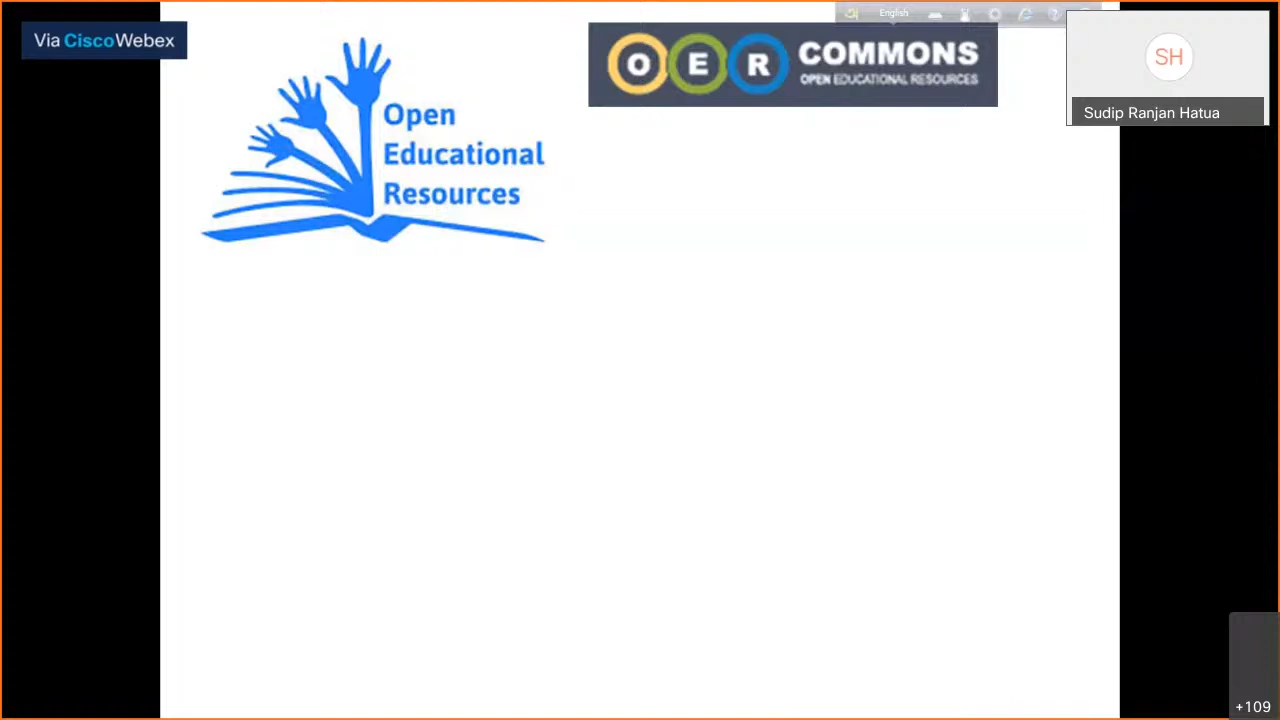 Via CiscoWebex
English
O E R COMMONS
OPEN EDUCATIONAL RESOURCES
SH
Sudip Ranjan Hatua
Open
Educational
Resources
+109